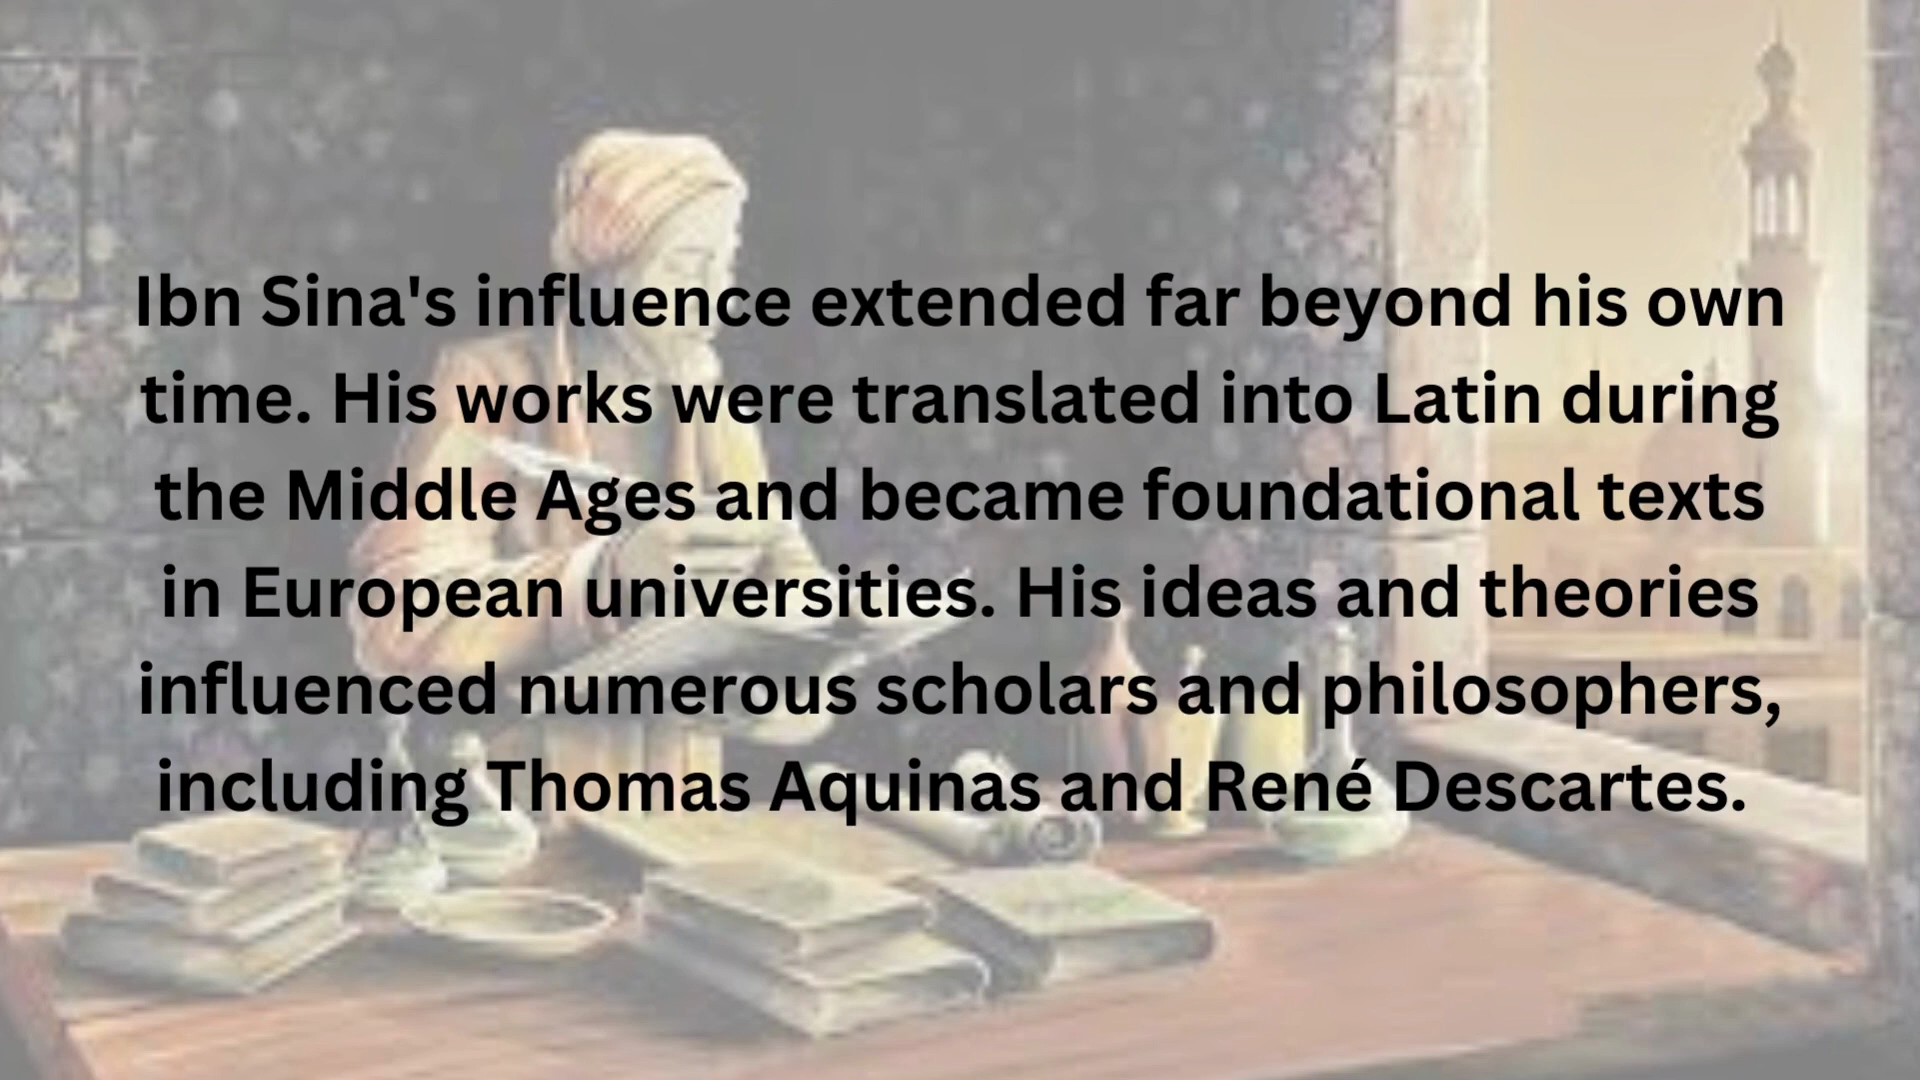 Ibn Sina's influence extended far beyond his own
time. His works were translated into Latin during
the Middle Ages and became foundational texts
in European universities. His ideas and theories
influenced numerous scholars and philosophers,
including Thomas Aquinas and René Descartes.